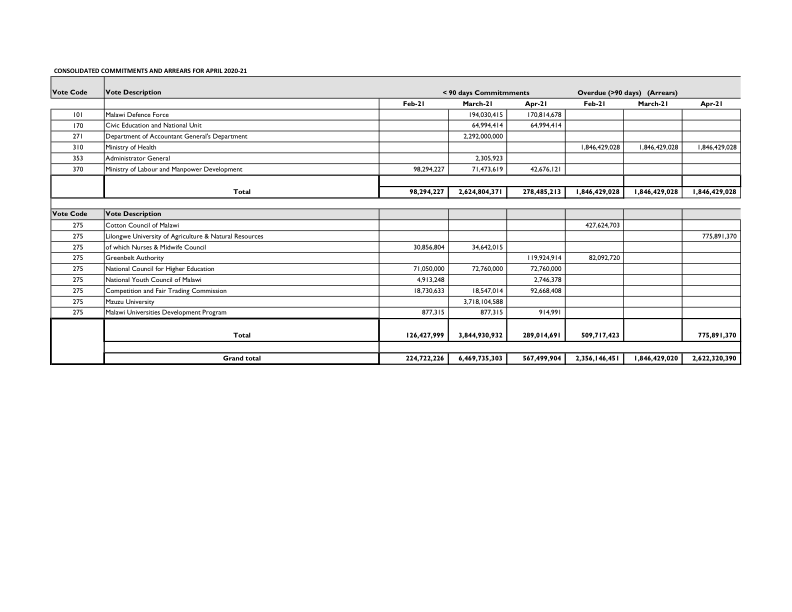 CONSOLIDATED COMMITMENTS AND ARREARS FOR APRIL 2020-21
Vote Code Vote Description < 90 days Commitmments Overdue (>90 days) (Arrears)
Feb-21 March-21 Apr-21 Feb-21 March-21 Apr-21
101 Malawi Defence Force 194,030,415 170,814,678
170 Civic Education and National Unit 64,994,414 64,994,414
271 Department of Accountant General's Department 2,292,000,000
310 Ministry of Health 1,846,429,028 1,846,429,028 1,846,429,028
353 Administrator General 2,305,923
370 Ministry of Labour and Manpower Development 98,294,227 71,473,619 42,676,121
Total 98,294,227 2,624,804,371 278,485,213 1,846,429,028 1,846,429,028 1,846,429,028
Vote Code Vote Description
275 Cotton Council of Malawi 427,624,703
275 Lilongwe University of Agriculture & Natural Resources 775,891,370
275 of which Nurses & Midwife Council 30,856,804 34,642,015
275 Greenbelt Authority 119,924,914 82,092,720
275 National Council for Higher Education 71,050,000 72,760,000 72,760,000
275 National Youth Council of Malawi 4,913,248 2,746,378
275 Competition and Fair Trading Commission 18,730,633 18,547,014 92,668,408
275 Mzuzu University 3,718,104,588
275 Malawi Universities Development Program 877,315 877,315 914,991
Total 126,427,999 3,844,930,932 289,014,691 509,717,423 775,891,370
Grand total 224,722,226 6,469,735,303 567,499,904 2,356,146,451 1,846,429,020 2,622,320,390